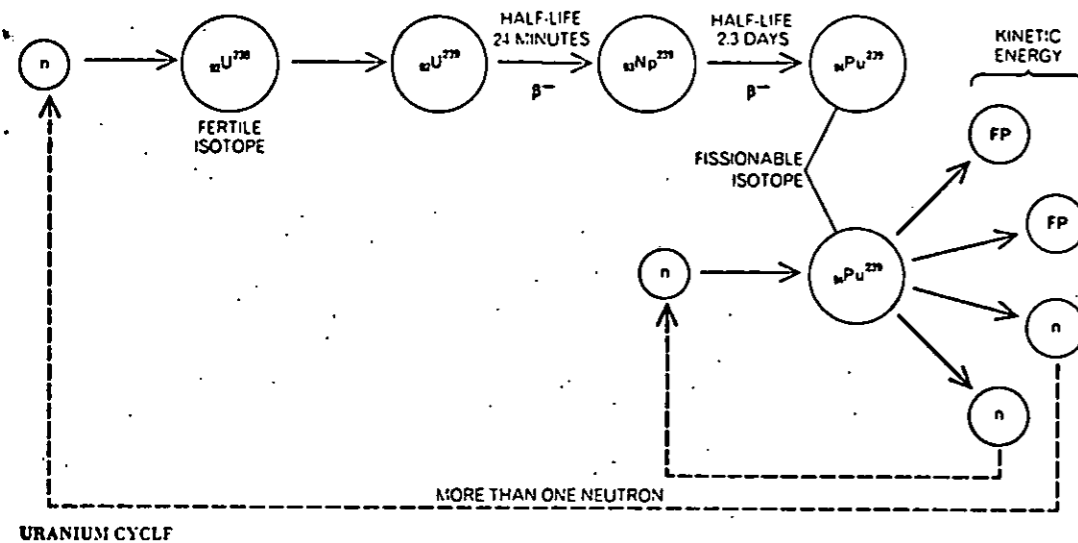 HALF-LIFE
24 MINUTES
HALF-LIFE
2.3 DAYS
KINETIC
ENERGY
n
₉₂U²³⁸
₉₂U²³⁹
β⁻
₉₃Np²³⁹
β⁻
₉₄Pu²³⁹
FERTILE
ISOTOPE
FP
FISSIONABLE
ISOTOPE
FP
n
₉₄Pu²³⁹
n
n
MORE THAN ONE NEUTRON
URANIUM CYCLE